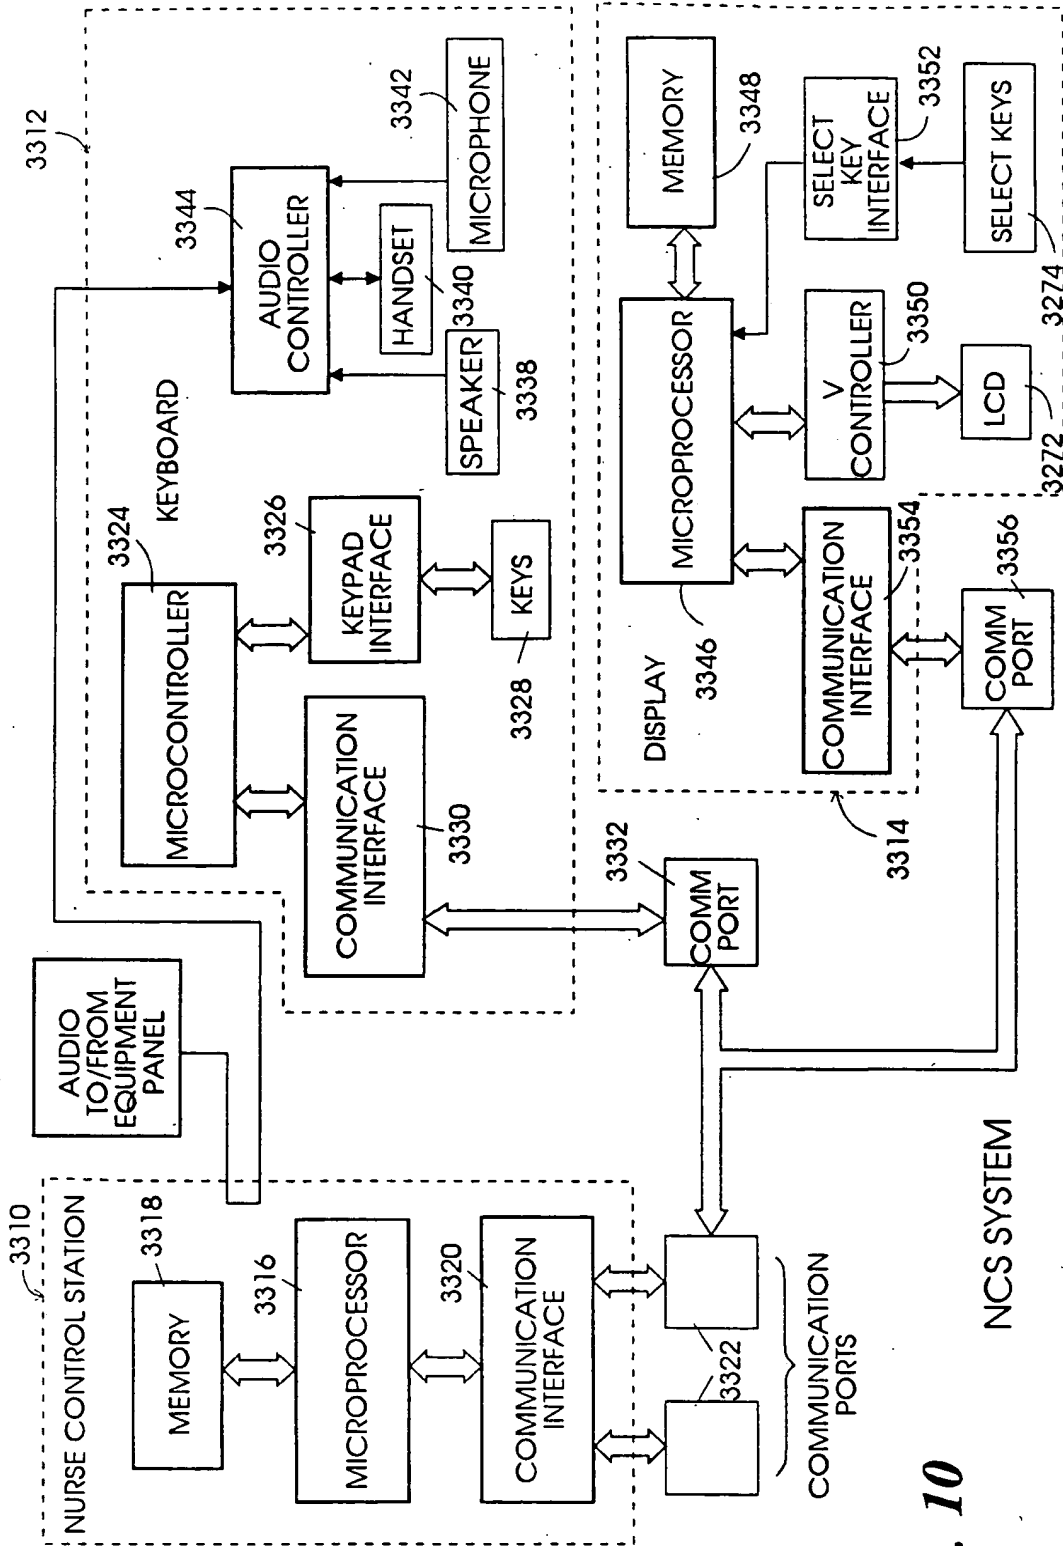 3310
NURSE CONTROL STATION
MEMORY
3318
MICROPROCESSOR
3316
COMMUNICATION
INTERFACE
3320
3322
COMMUNICATION
PORTS
AUDIO
TO/FROM
EQUIPMENT
PANEL
3312
KEYBOARD
MICROCONTROLLER
3324
COMMUNICATION
INTERFACE
3330
KEYPAD
INTERFACE
3326
KEYS
3328
AUDIO
CONTROLLER
3344
SPEAKER
3338
HANDSET
3340
MICROPHONE
3342
COMM
PORT
3332
DISPLAY
3314
MICROPROCESSOR
3346
MEMORY
3348
COMMUNICATION
INTERFACE
3354
V
CONTROLLER
3350
SELECT
KEY
INTERFACE
3352
LCD
3272
SELECT KEYS
3274
COMM
PORT
3356
NCS SYSTEM
. 10